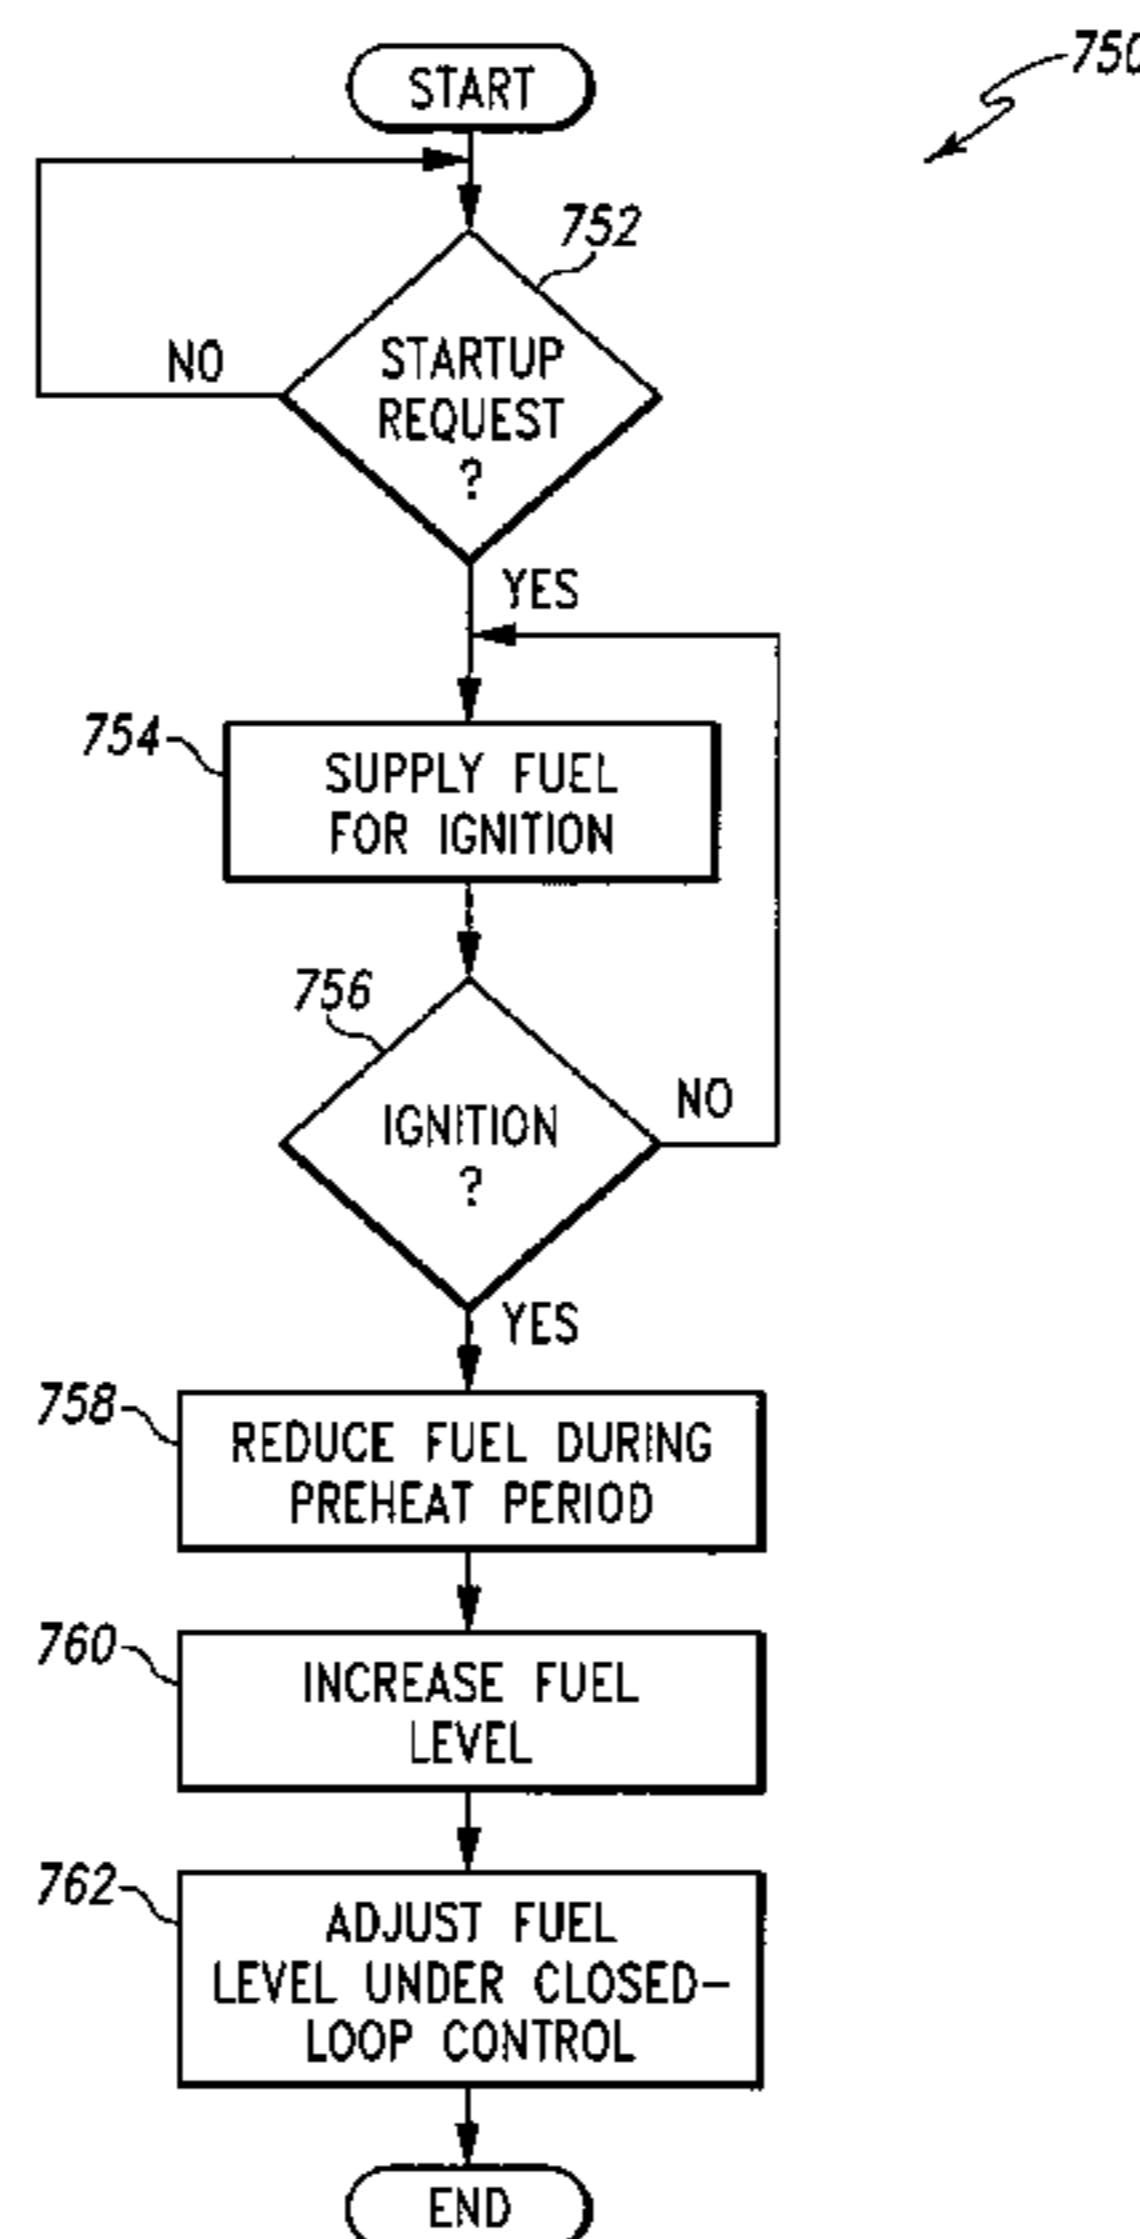 START
750
752
STARTUP
REQUEST
?
NO
YES
754
SUPPLY FUEL
FOR IGNITION
756
IGNITION
?
NO
YES
758
REDUCE FUEL DURING
PREHEAT PERIOD
760
INCREASE FUEL
LEVEL
762
ADJUST FUEL
LEVEL UNDER CLOSED-
LOOP CONTROL
END